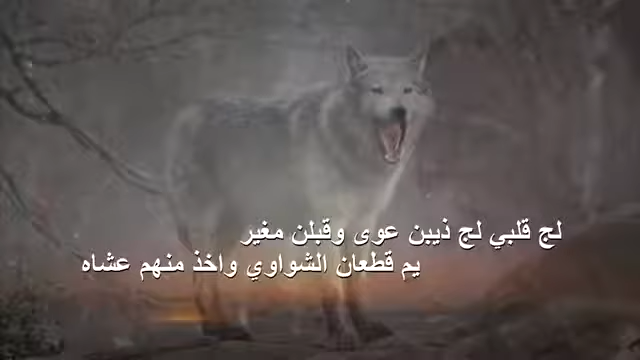 لج قلبي لج ذيبن عوى وقبلن مغير
يم قطعان الشواوي واخذ منهم عشاه